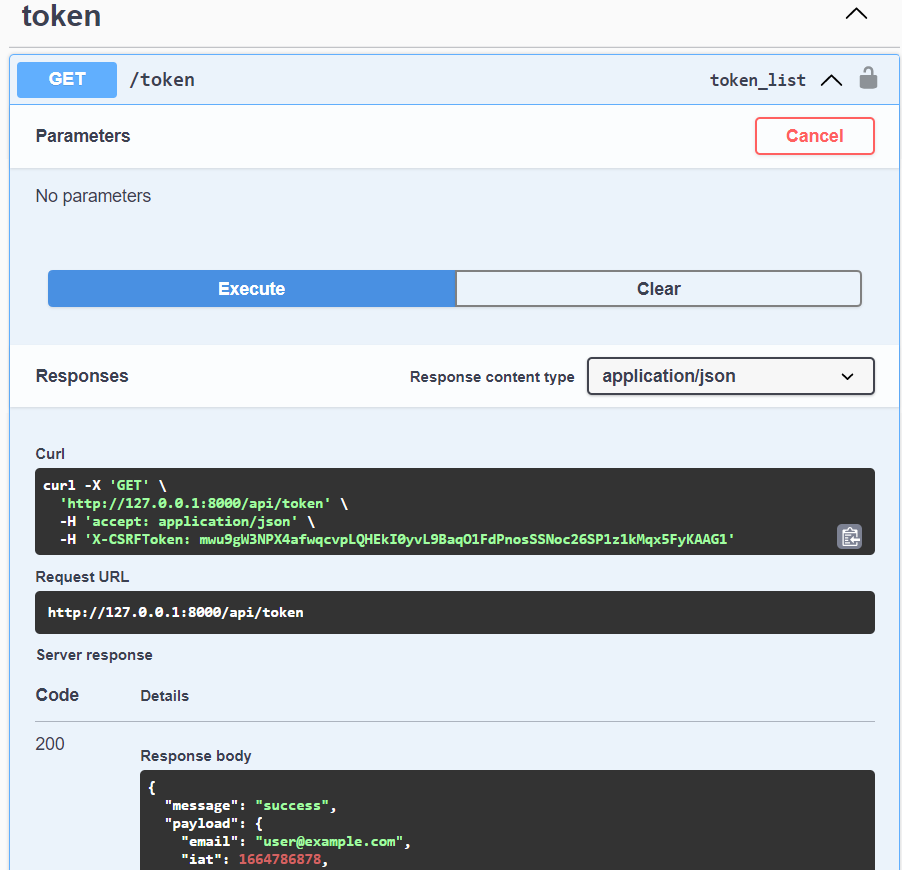 token
GET /token token_list
Parameters Cancel
No parameters
Execute Clear
Responses Response content type application/json
Curl
curl -X 'GET' \
'http://127.0.0.1:8000/api/token' \
-H 'accept: application/json' \
-H 'X-CSRFToken: mwu9gW3NPX4afwqcvpLQHEkI0yvL9BaqO1FdPnosSSNoc26SP1z1kMqx5FyKAAG1'
Request URL
http://127.0.0.1:8000/api/token
Server response
Code Details
200
Response body
{
"message": "success",
"payload": {
"email": "user@example.com",
"iat": 1664786878,